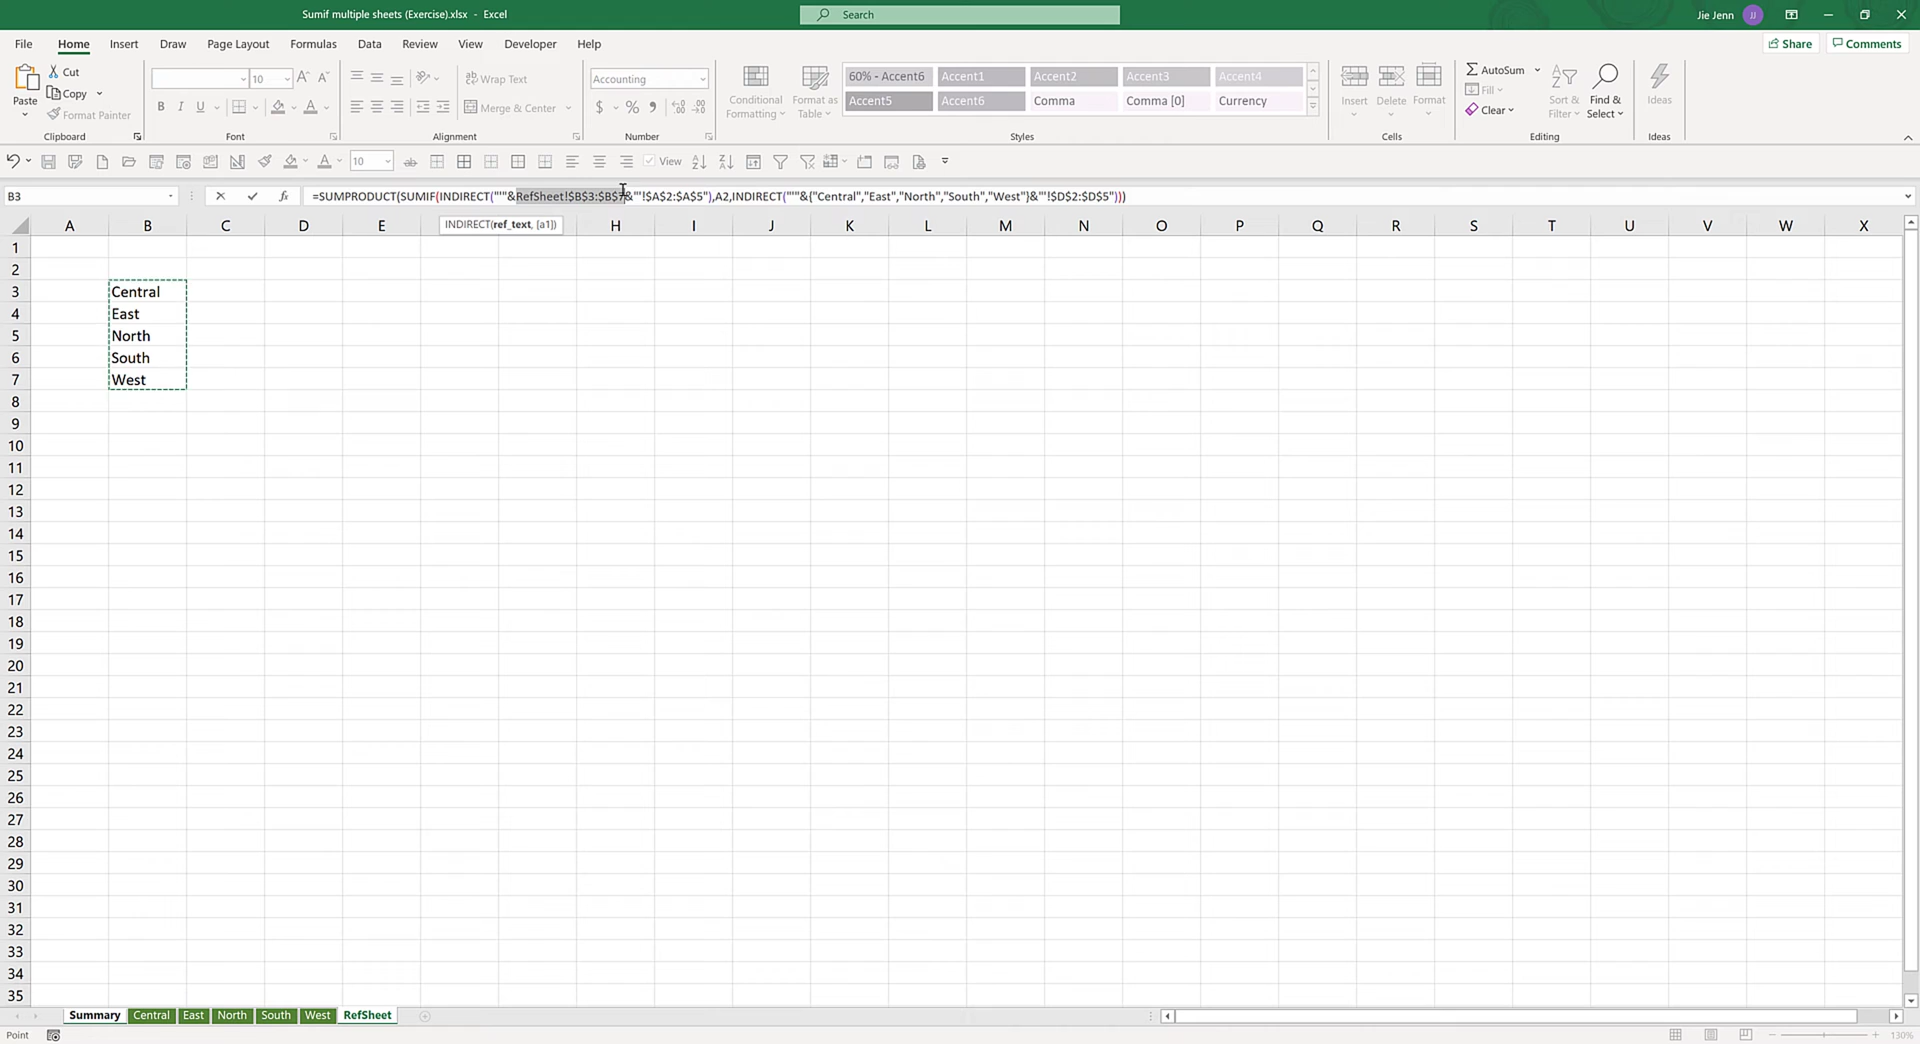 Sumif multiple sheets (Exercise).xlsx - Excel
Search
Jie Jenn
JJ
File Home Insert Draw Page Layout Formulas Data Review View Developer Help
Share
Comments
Paste
Cut
Copy
Format Painter
Clipboard
10
B I U
Font
Wrap Text
Merge & Center
Alignment
Accounting
$ %
Number
Conditional Formatting
Format as Table
60% - Accent6 Accent1 Accent2 Accent3 Accent4
Accent5 Accent6 Comma Comma [0] Currency
Styles
Insert Delete Format
Cells
AutoSum
Fill
Clear
Sort & Filter
Find & Select
Editing
Ideas
Ideas
10
View
B3
=SUMPRODUCT(SUMIF(INDIRECT("'"&RefSheet!$B$3:$B$7&"'!$A$2:$A$5"),A2,INDIRECT("'"&{"Central","East","North","South","West"}&"'!$D$2:$D$5")))
INDIRECT(ref_text, [a1])
A B C D E H I J K L M N O P Q R S T U V W X
1
2
3 Central
4 East
5 North
6 South
7 West
8
9
10
11
12
13
14
15
16
17
18
19
20
21
22
23
24
25
26
27
28
29
30
31
32
33
34
35
Summary Central East North South West RefSheet
Point
130%